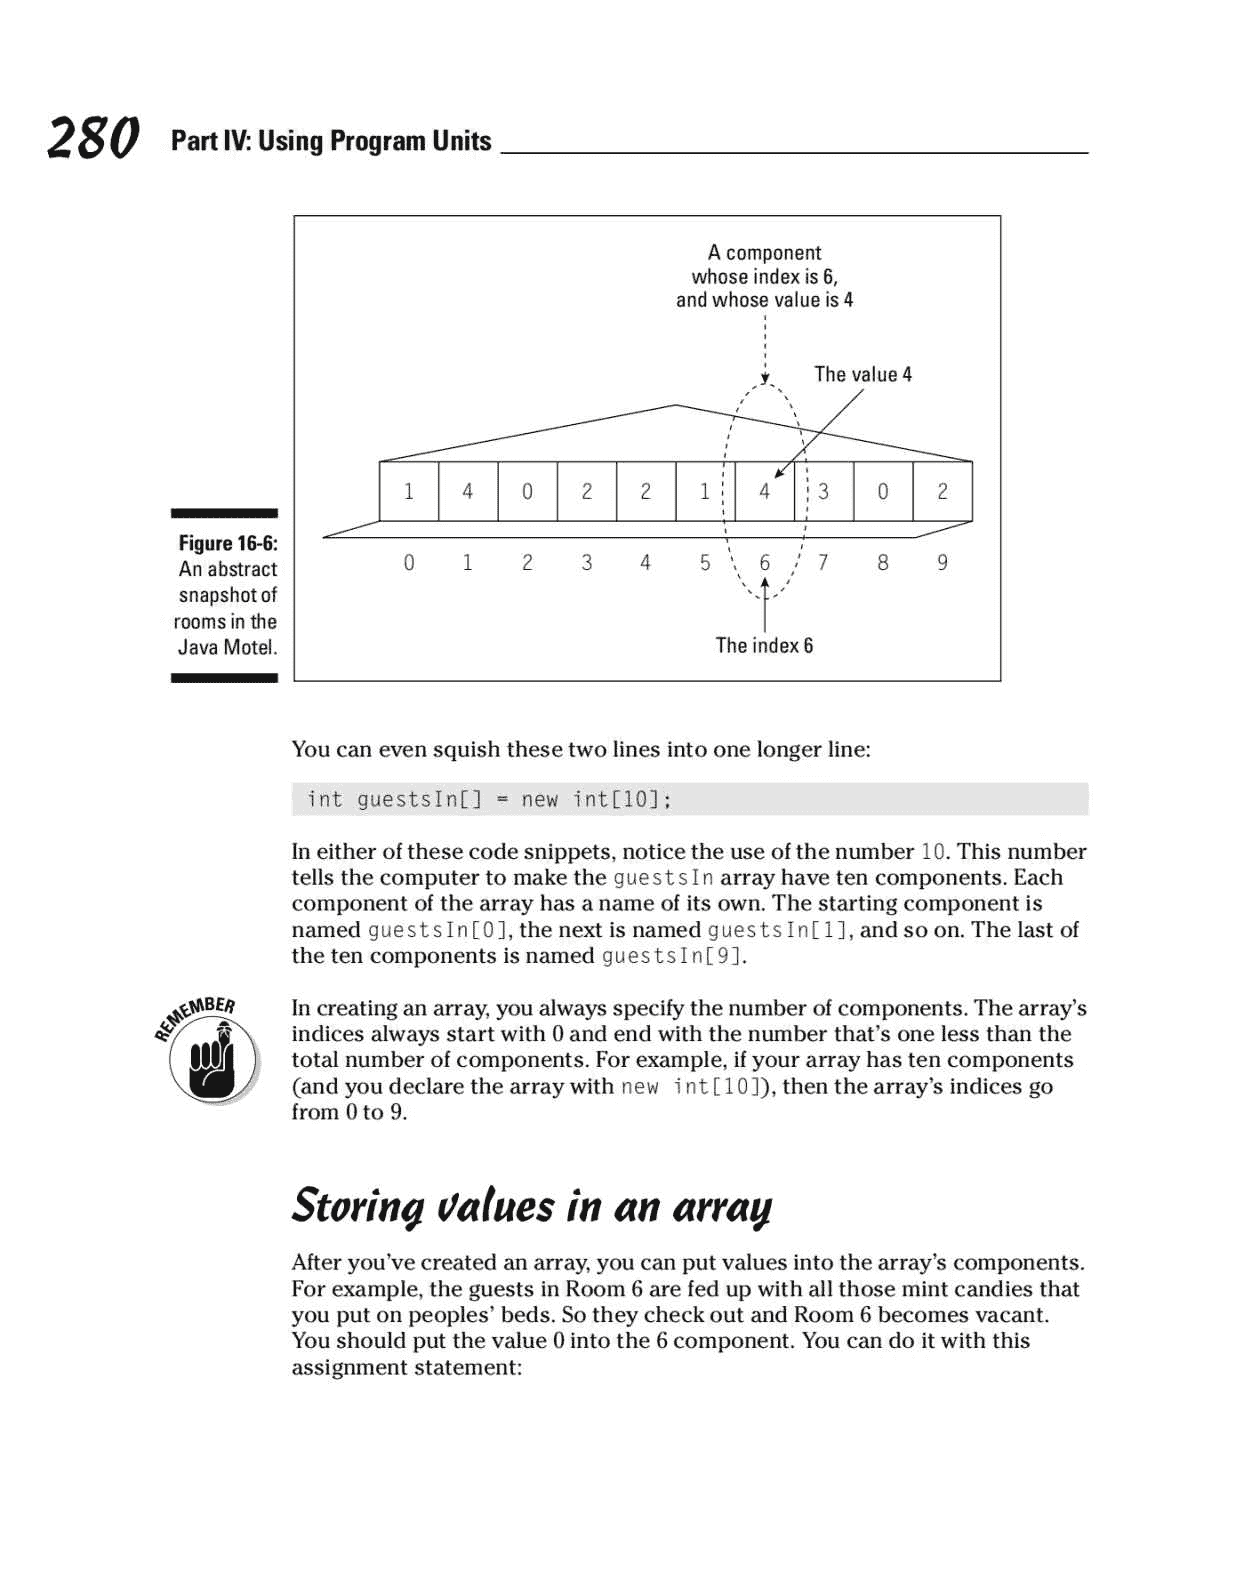 280 Part IV: Using Program Units
A component
whose index is 6,
and whose value is 4
The value 4
1 4 0 2 2 1 4 3 0 2
0 1 2 3 4 5 6 7 8 9
The index 6
Figure 16-6:
An abstract
snapshot of
rooms in the
Java Motel.
You can even squish these two lines into one longer line:
int guestsIn[] = new int[10];
In either of these code snippets, notice the use of the number 10. This number
tells the computer to make the guestsIn array have ten components. Each
component of the array has a name of its own. The starting component is
named guestsIn[0], the next is named guestsIn[1], and so on. The last of
the ten components is named guestsIn[9].
REMEMBER
In creating an array, you always specify the number of components. The array's
indices always start with 0 and end with the number that's one less than the
total number of components. For example, if your array has ten components
(and you declare the array with new int[10]), then the array's indices go
from 0 to 9.
Storing values in an array
After you've created an array, you can put values into the array's components.
For example, the guests in Room 6 are fed up with all those mint candies that
you put on peoples' beds. So they check out and Room 6 becomes vacant.
You should put the value 0 into the 6 component. You can do it with this
assignment statement: